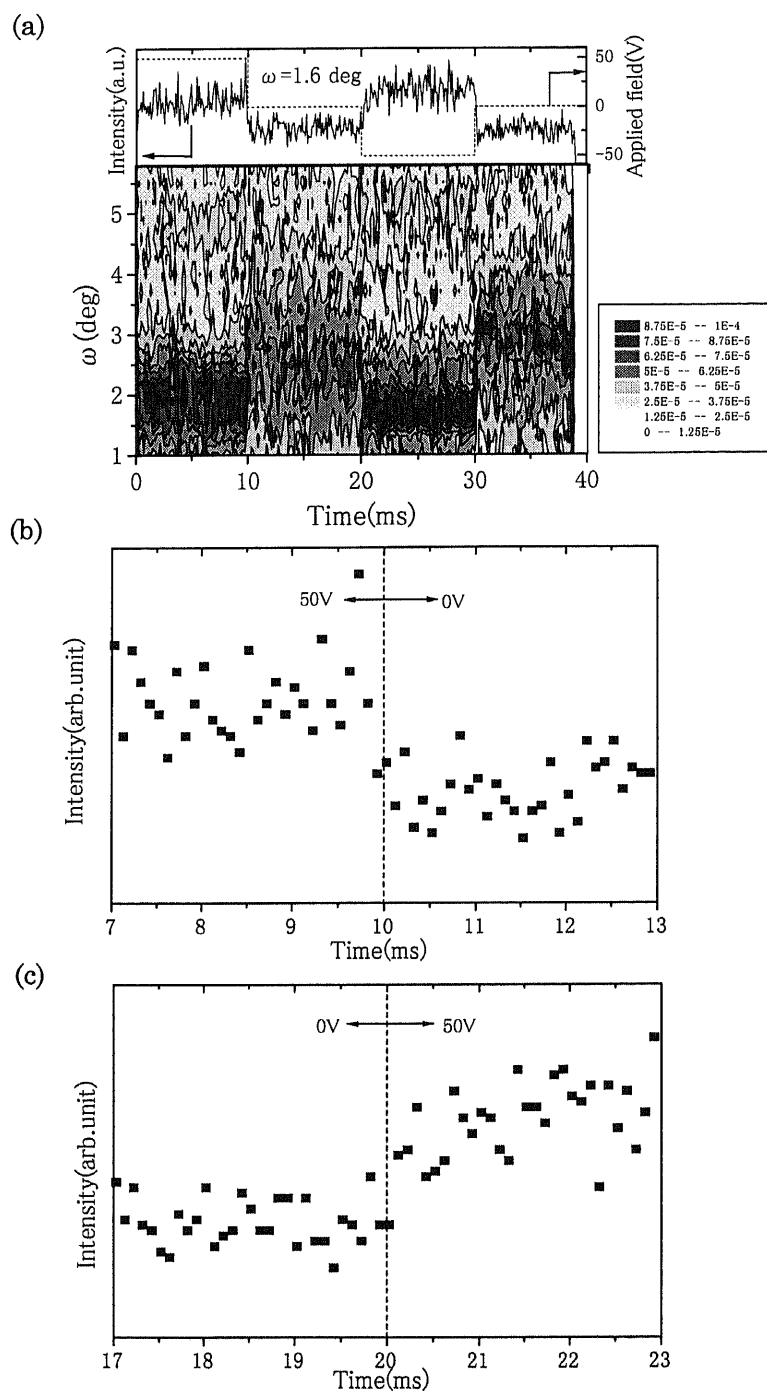 (a)
Intensity(a.u.)
ω=1.6 deg
50
0
-50
Applied field(V)
5
4
3
2
1
ω (deg)
0
10
20
30
40
Time(ms)
8.75E-5 -- 1E-4
7.5E-5 -- 8.75E-5
6.25E-5 -- 7.5E-5
5E-5 -- 6.25E-5
3.75E-5 -- 5E-5
2.5E-5 -- 3.75E-5
1.25E-5 -- 2.5E-5
0 -- 1.25E-5
(b)
50V
0V
Intensity(arb.unit)
7
8
9
10
11
12
13
Time(ms)
(c)
0V
50V
Intensity(arb.unit)
17
18
19
20
21
22
23
Time(ms)